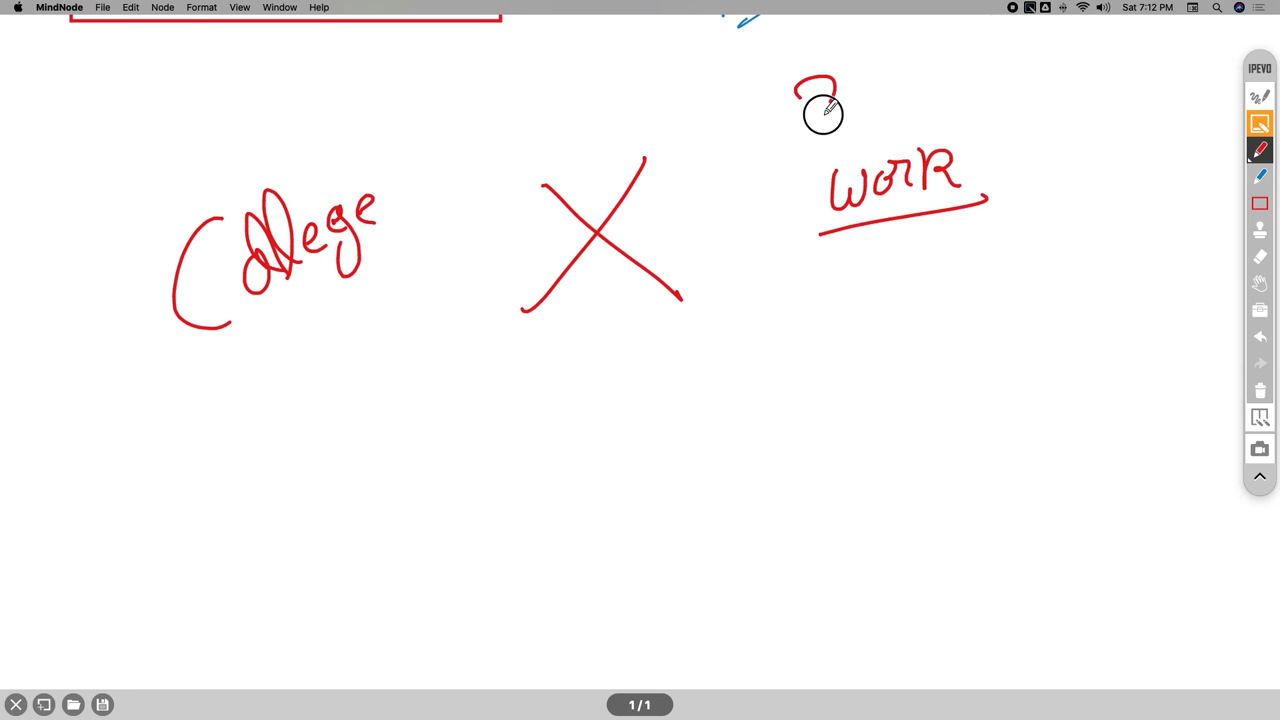 MindNode File Edit Node Format View Window Help Sat 7:12 PM
IPEVO
College X work
1/1